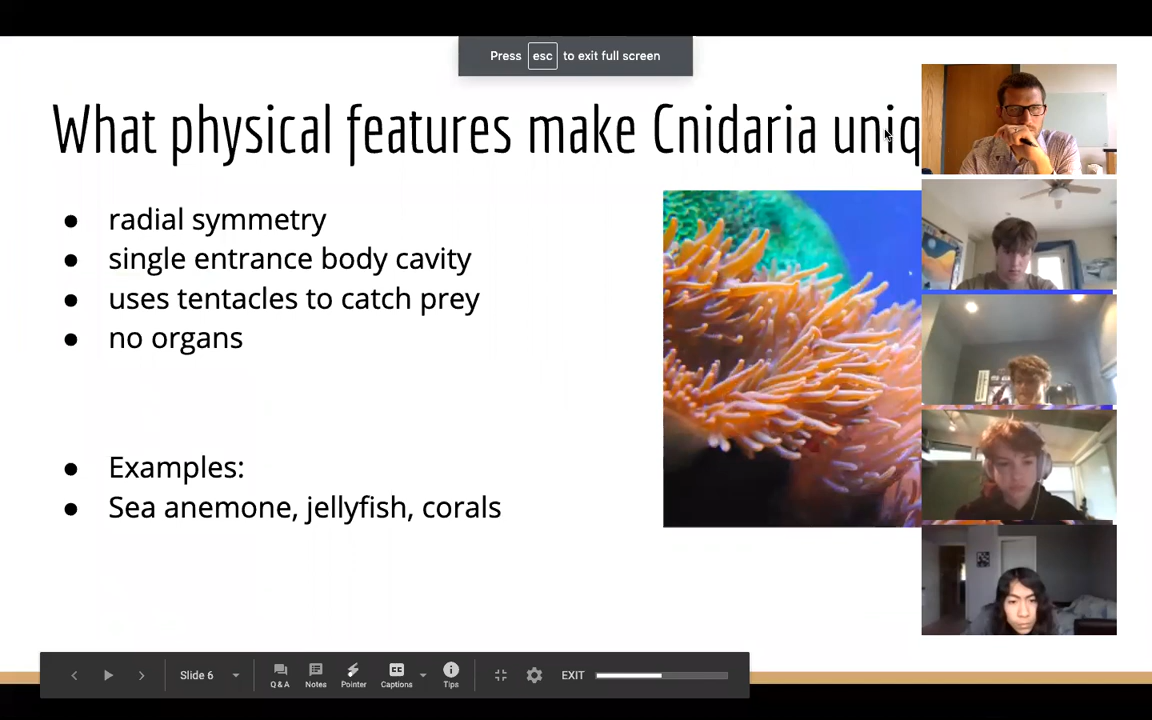 Press esc to exit full screen
What physical features make Cnidaria uniq
● radial symmetry
● single entrance body cavity
● uses tentacles to catch prey
● no organs
● Examples:
● Sea anemone, jellyfish, corals
Slide 6
Q & A
Notes
Pointer
CC
Captions
Tips
EXIT